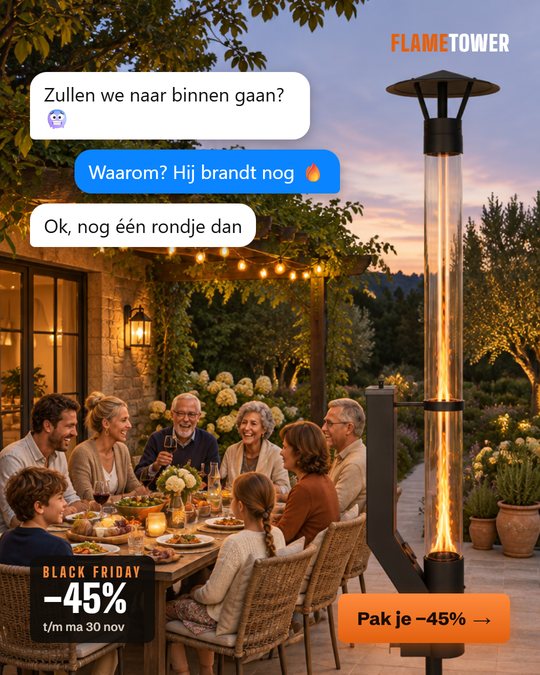 FLAMETOWER
Zullen we naar binnen gaan?
🥶
Waarom? Hij brandt nog 🔥
Ok, nog één rondje dan
BLACK FRIDAY
−45%
t/m ma 30 nov
Pak je −45% →